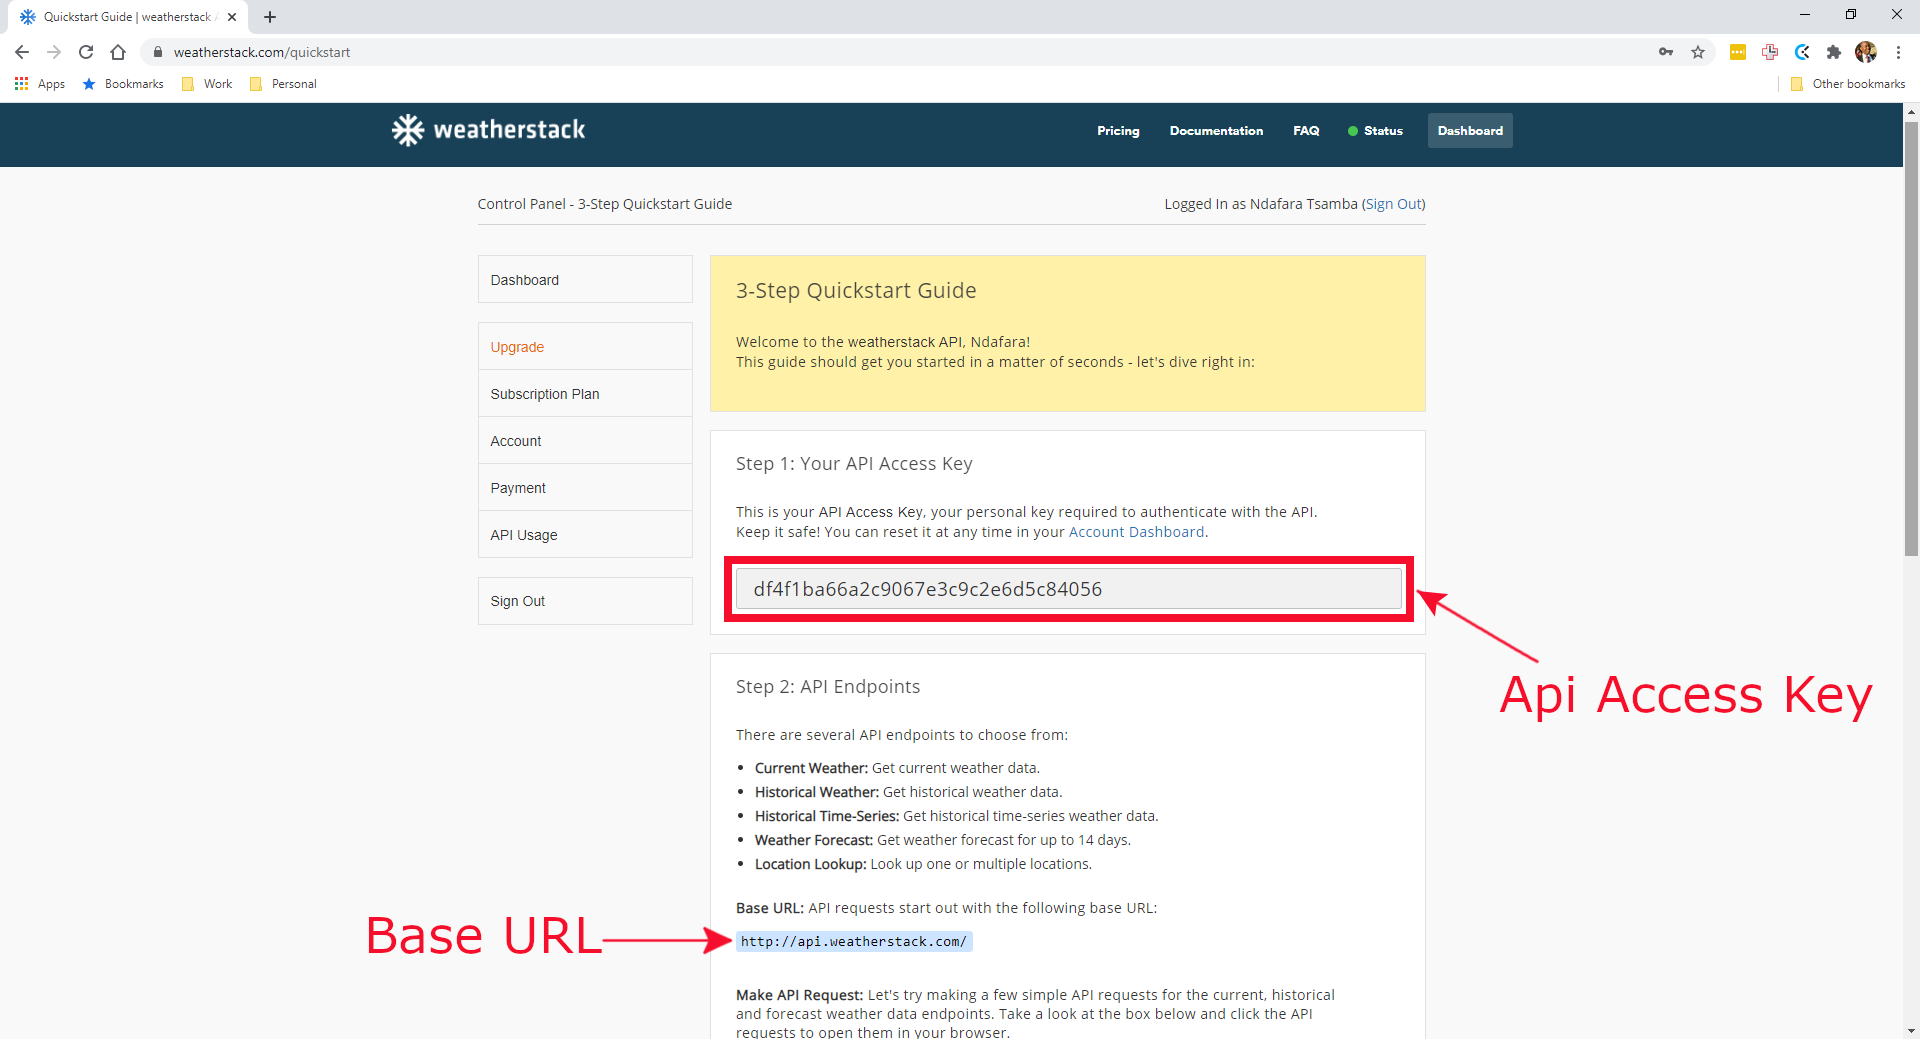 Quickstart Guide | weatherstack
weatherstack.com/quickstart
Apps Bookmarks Work Personal Other bookmarks
weatherstack Pricing Documentation FAQ Status Dashboard
Control Panel - 3-Step Quickstart Guide Logged In as Ndafara Tsamba (Sign Out)
Dashboard
Upgrade
Subscription Plan
Account
Payment
API Usage
Sign Out
3-Step Quickstart Guide
Welcome to the weatherstack API, Ndafara!
This guide should get you started in a matter of seconds - let's dive right in:
Step 1: Your API Access Key
This is your API Access Key, your personal key required to authenticate with the API.
Keep it safe! You can reset it at any time in your Account Dashboard.
df4f1ba66a2c9067e3c9c2e6d5c84056
Api Access Key
Step 2: API Endpoints
There are several API endpoints to choose from:
• Current Weather: Get current weather data.
• Historical Weather: Get historical weather data.
• Historical Time-Series: Get historical time-series weather data.
• Weather Forecast: Get weather forecast for up to 14 days.
• Location Lookup: Look up one or multiple locations.
Base URL: API requests start out with the following base URL:
Base URL
http://api.weatherstack.com/
Make API Request: Let's try making a few simple API requests for the current, historical
and forecast weather data endpoints. Take a look at the box below and click the API
requests to open them in your browser.